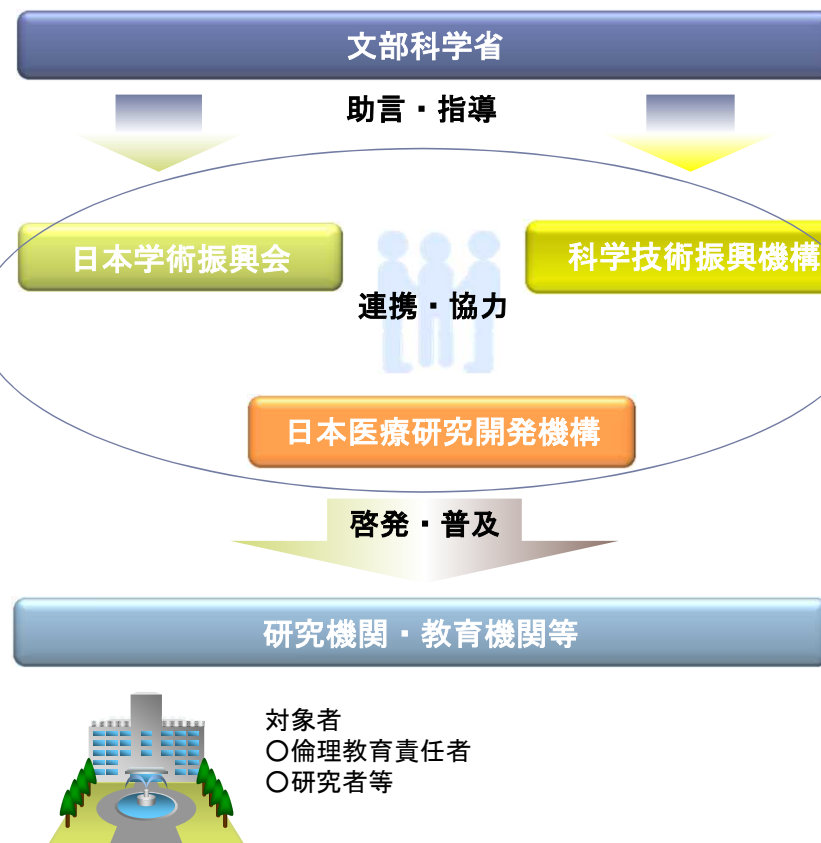 文部科学省
助言・指導
日本学術振興会
科学技術振興機構
連携・協力
日本医療研究開発機構
啓発・普及
研究機関・教育機関等
対象者
〇倫理教育責任者
〇研究者等